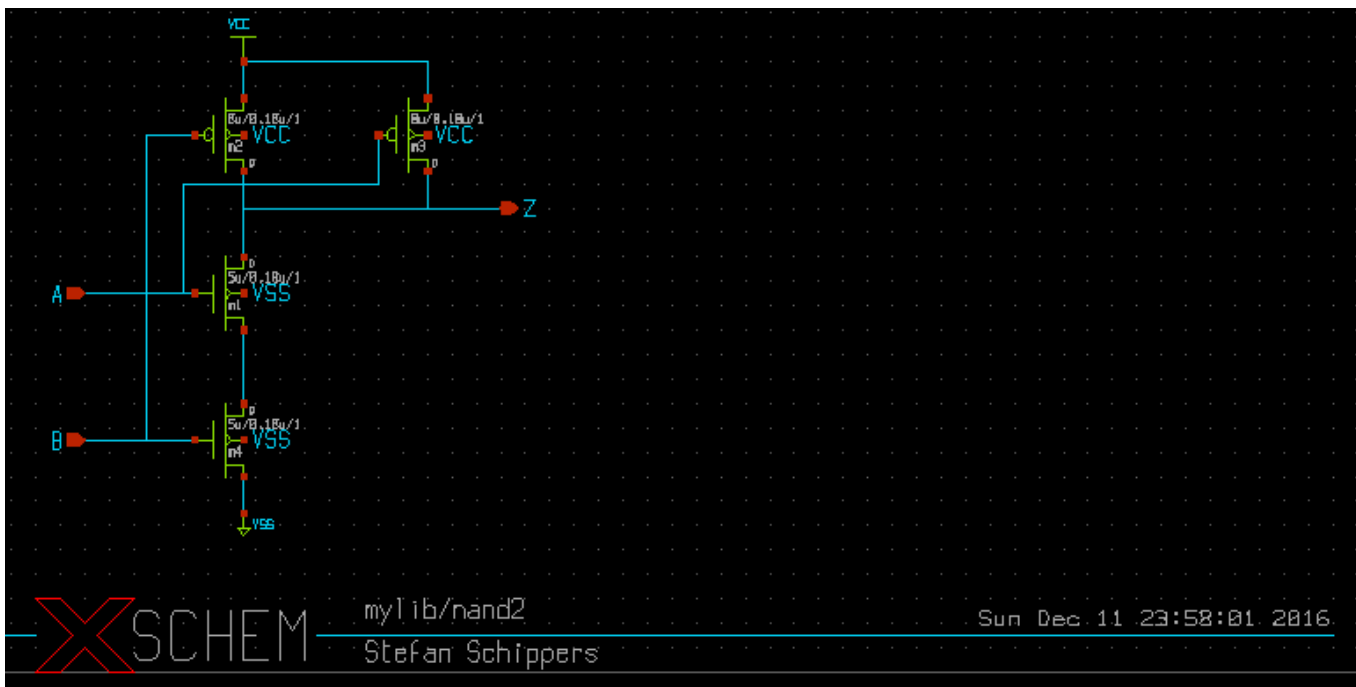 VCC
8u/0.18u/1
VCC
m2
D
8u/0.18u/1
VCC
m3
D
Z
D
5u/0.18u/1
A
VSS
m1
D
5u/0.18u/1
B
VSS
m4
VSS
XSCHEM
mylib/nand2
Stefan Schippers
Sun Dec 11 23:58:01 2016